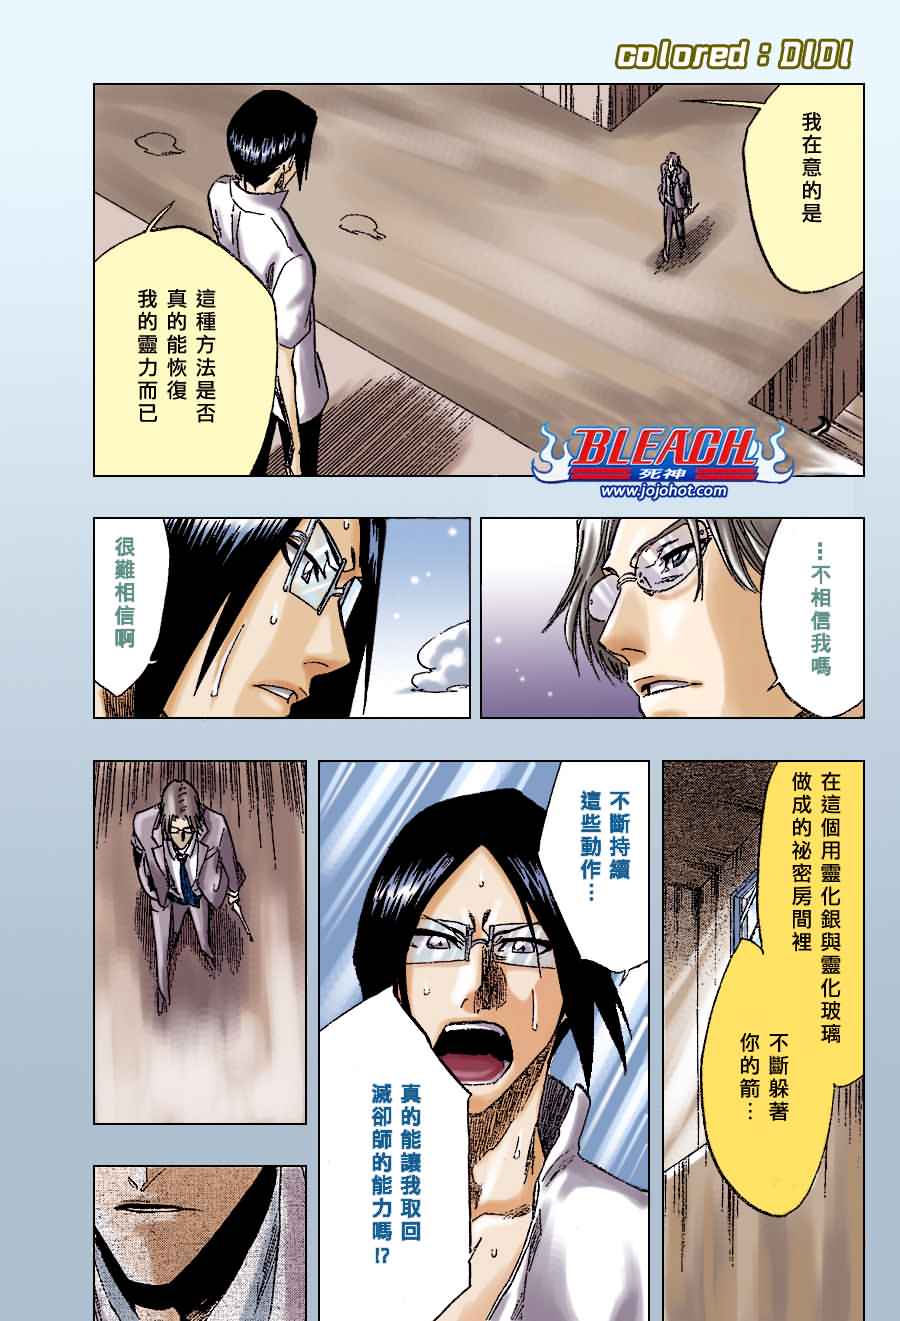 colored : DIDI
我在意的是
這種方法是否
真的能恢復
我的靈力而已
BLEACH
死神
www.jojohot.com
…不相信我嗎
很難相信啊
在這個用靈化銀與靈化玻璃
做成的祕密房間裡
不斷躲著
你的箭…
不斷持續
這些動作…
真的能讓我取回
滅卻師的能力嗎!?